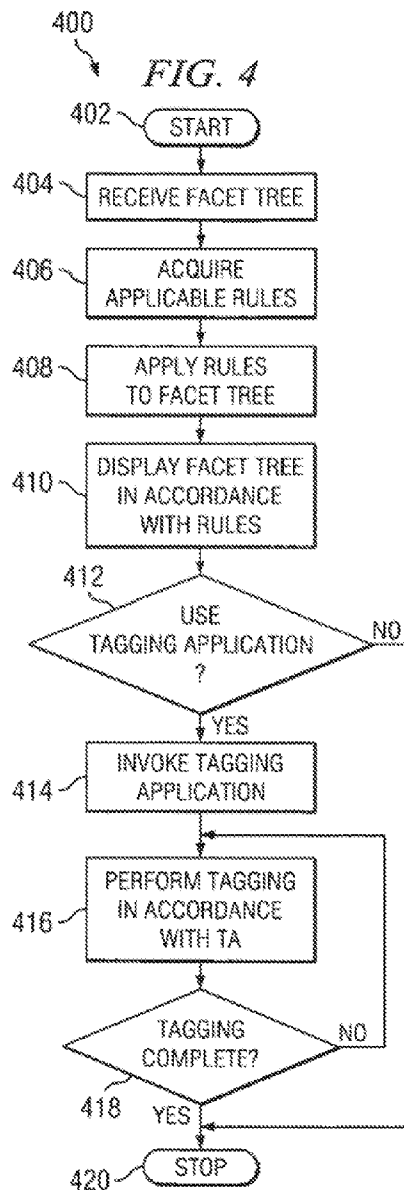 400
FIG. 4
402
START
404
RECEIVE FACET TREE
406
ACQUIRE
APPLICABLE RULES
408
APPLY RULES
TO FACET TREE
410
DISPLAY FACET TREE
IN ACCORDANCE
WITH RULES
412
USE
TAGGING APPLICATION
?
NO
YES
414
INVOKE TAGGING
APPLICATION
416
PERFORM TAGGING
IN ACCORDANCE
WITH TA
TAGGING
COMPLETE?
NO
418
YES
420
STOP